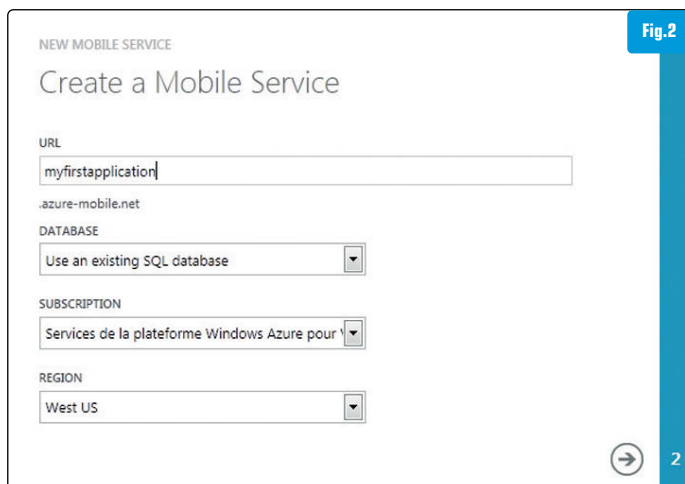 Fig.2
NEW MOBILE SERVICE
Create a Mobile Service
URL
myfirstapplication
.azure-mobile.net
DATABASE
Use an existing SQL database
SUBSCRIPTION
Services de la plateforme Windows Azure pour
REGION
West US
2